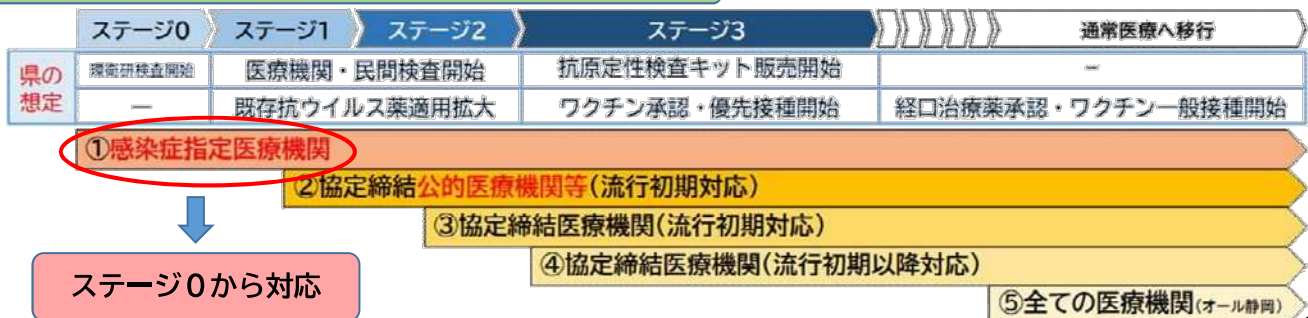 ステージ0 ステージ1 ステージ2 ステージ3 通常医療へ移行
県の想定
環衛研検査開始 医療機関・民間検査開始 抗原定性検査キット販売開始 －
― 既存抗ウイルス薬適用拡大 ワクチン承認・優先接種開始 経口治療薬承認・ワクチン一般接種開始
①感染症指定医療機関
②協定締結公的医療機関等(流行初期対応)
③協定締結医療機関(流行初期対応)
④協定締結医療機関(流行初期以降対応)
ステージ0から対応
⑤全ての医療機関(オール静岡)